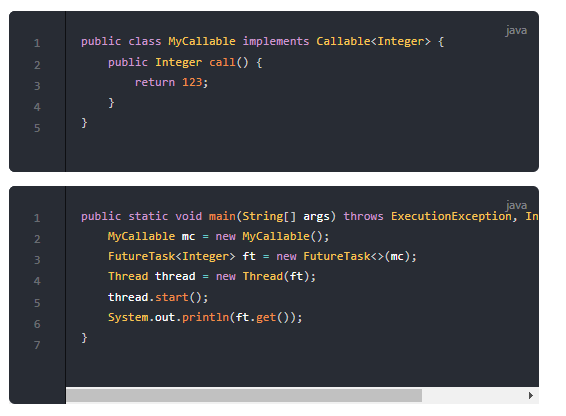 java
1 public class MyCallable implements Callable<Integer> {
2     public Integer call() {
3         return 123;
4     }
5 }
java
1 public static void main(String[] args) throws ExecutionException, In
2     MyCallable mc = new MyCallable();
3     FutureTask<Integer> ft = new FutureTask<>(mc);
4     Thread thread = new Thread(ft);
5     thread.start();
6     System.out.println(ft.get());
7 }